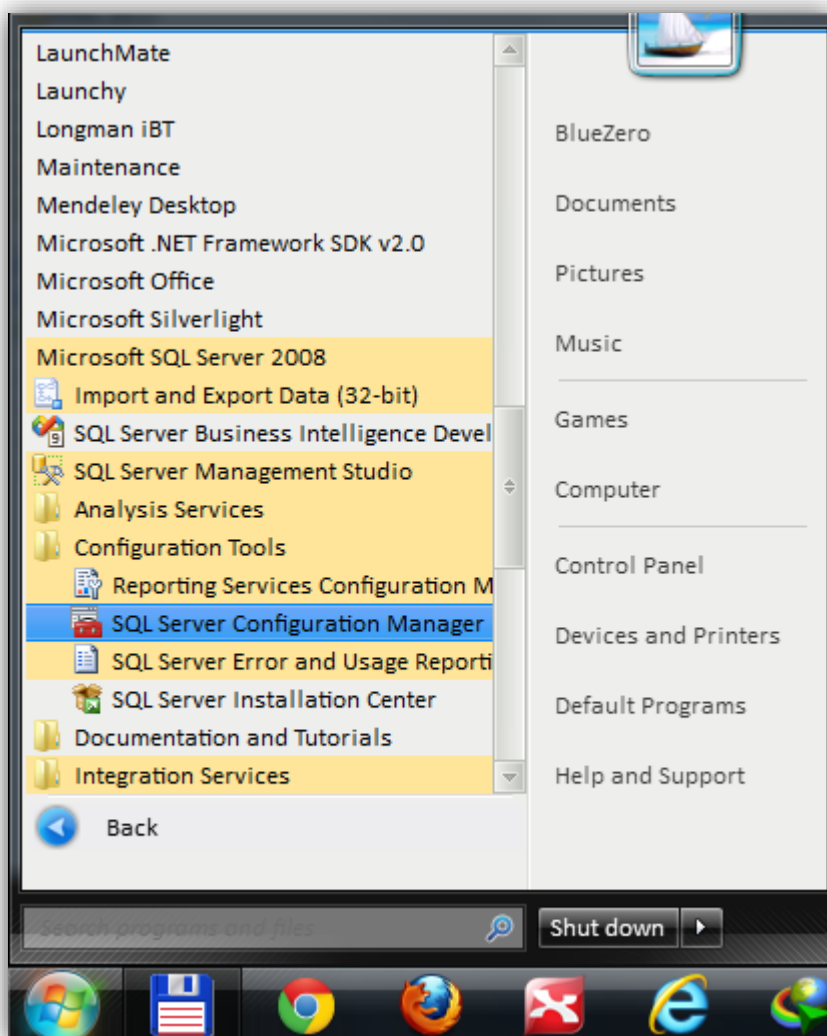 LaunchMate
Launchy
Longman iBT
Maintenance
Mendeley Desktop
Microsoft .NET Framework SDK v2.0
Microsoft Office
Microsoft Silverlight
Microsoft SQL Server 2008
Import and Export Data (32-bit)
SQL Server Business Intelligence Devel
SQL Server Management Studio
Analysis Services
Configuration Tools
Reporting Services Configuration M
SQL Server Configuration Manager
SQL Server Error and Usage Reporti
SQL Server Installation Center
Documentation and Tutorials
Integration Services
Back
Search programs and files
BlueZero
Documents
Pictures
Music
Games
Computer
Control Panel
Devices and Printers
Default Programs
Help and Support
Shut down